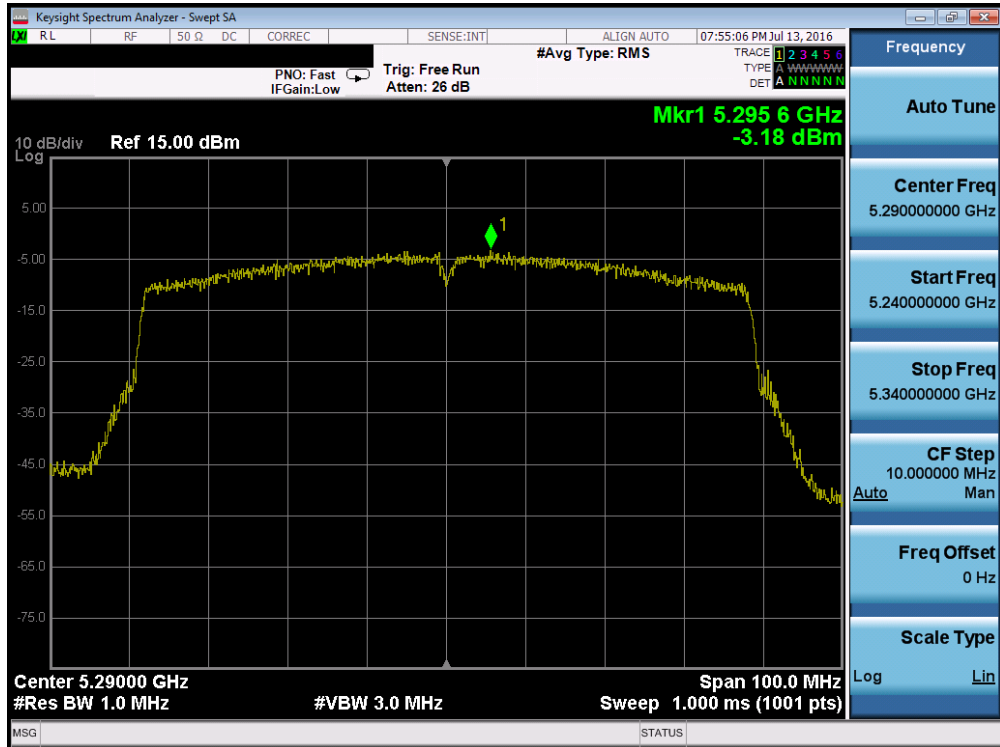 Keysight Spectrum Analyzer - Swept SA
LXI RL RF 50 Ω DC CORREC SENSE:INT ALIGN AUTO 07:55:06 PM Jul 13, 2016
#Avg Type: RMS TRACE 1 2 3 4 5 6
PNO: Fast Trig: Free Run TYPE A WWWWW
IFGain:Low Atten: 26 dB DET A N N N N N
Frequency
Mkr1 5.295 6 GHz
-3.18 dBm
10 dB/div Ref 15.00 dBm
Log
1
5.00
-5.00
-15.0
-25.0
-35.0
-45.0
-55.0
-65.0
-75.0
Center 5.29000 GHz Span 100.0 MHz
#Res BW 1.0 MHz #VBW 3.0 MHz Sweep 1.000 ms (1001 pts)
Auto Tune
Center Freq
5.290000000 GHz
Start Freq
5.240000000 GHz
Stop Freq
5.340000000 GHz
CF Step
10.000000 MHz
Auto Man
Freq Offset
0 Hz
Scale Type
Log Lin
MSG STATUS